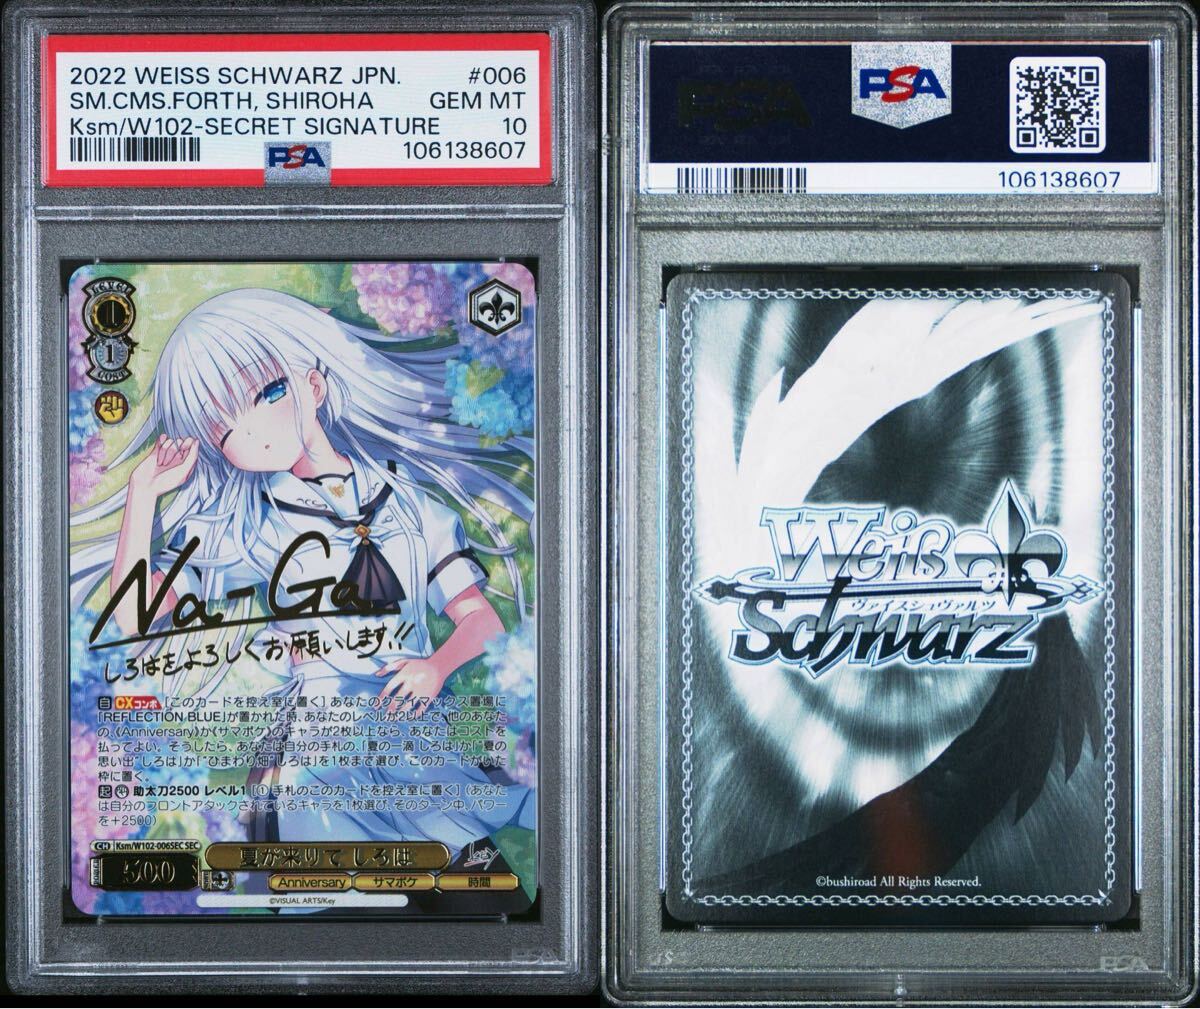 2022 WEISS SCHWARZ JPN. #006
SM.CMS.FORTH, SHIROHA GEM MT
Ksm/W102-SECRET SIGNATURE 10
PSA 106138607
LEVEL
1
1
COST
Na-Ga
しろはをよろしくお願いします!!
自 CXコンボ [このカードを控え室に置く] あなたのクライマックス置場に
「REFLECTION BLUE」が置かれた時、あなたのレベルが2以上で、他のあなた
の、《Anniversary》か《サマポケ》のキャラが2枚以上なら、あなたはコストを
払ってよい。そうしたら、あなたは自分の手札の、「夏の一滴 しろは」か「“夏の
思い出”しろは」か「“ひまわり畑”しろは」を1枚まで選び、このカードがいた
枠に置く。
起 助太刀2500 レベル1 [① 手札のこのカードを控え室に置く] (あなた
は自分のフロントアタックされているキャラを1枚選び、そのターン中、パワー
を+2500)
CH Ksm/W102-006SEC SEC
500
夏が来りて しろは
Key
Anniversary サマポケ 時間
©VISUAL ARTS/Key
PSA
PSA
PSA
106138607
Weiß
ヴァイスシュヴァルツ
Schwarz
©bushiroad All Rights Reserved.
PSA